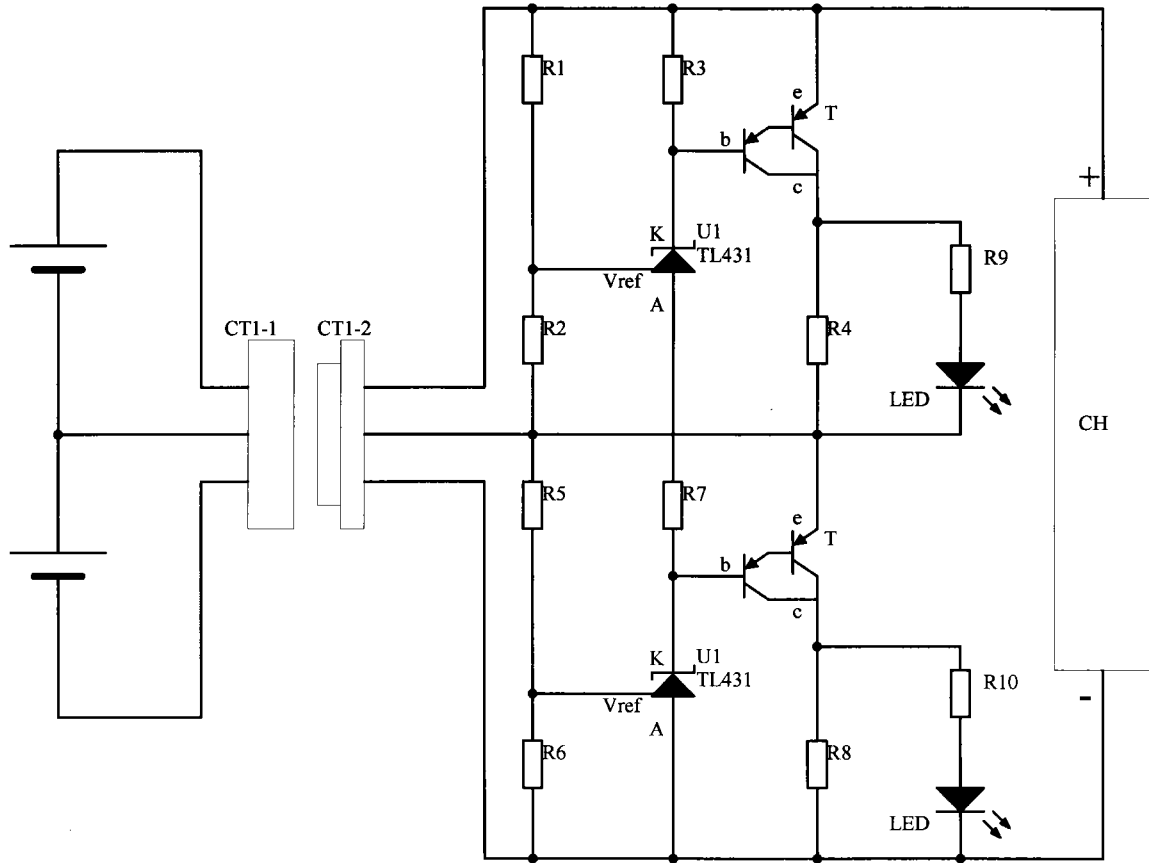 R1
R3
e
T
b
c
+
K
U1
TL431
Vref
A
R9
CT1-1
CT1-2
R2
R4
LED
CH
R5
R7
e
T
b
c
K
U1
TL431
Vref
A
R10
-
R6
R8
LED